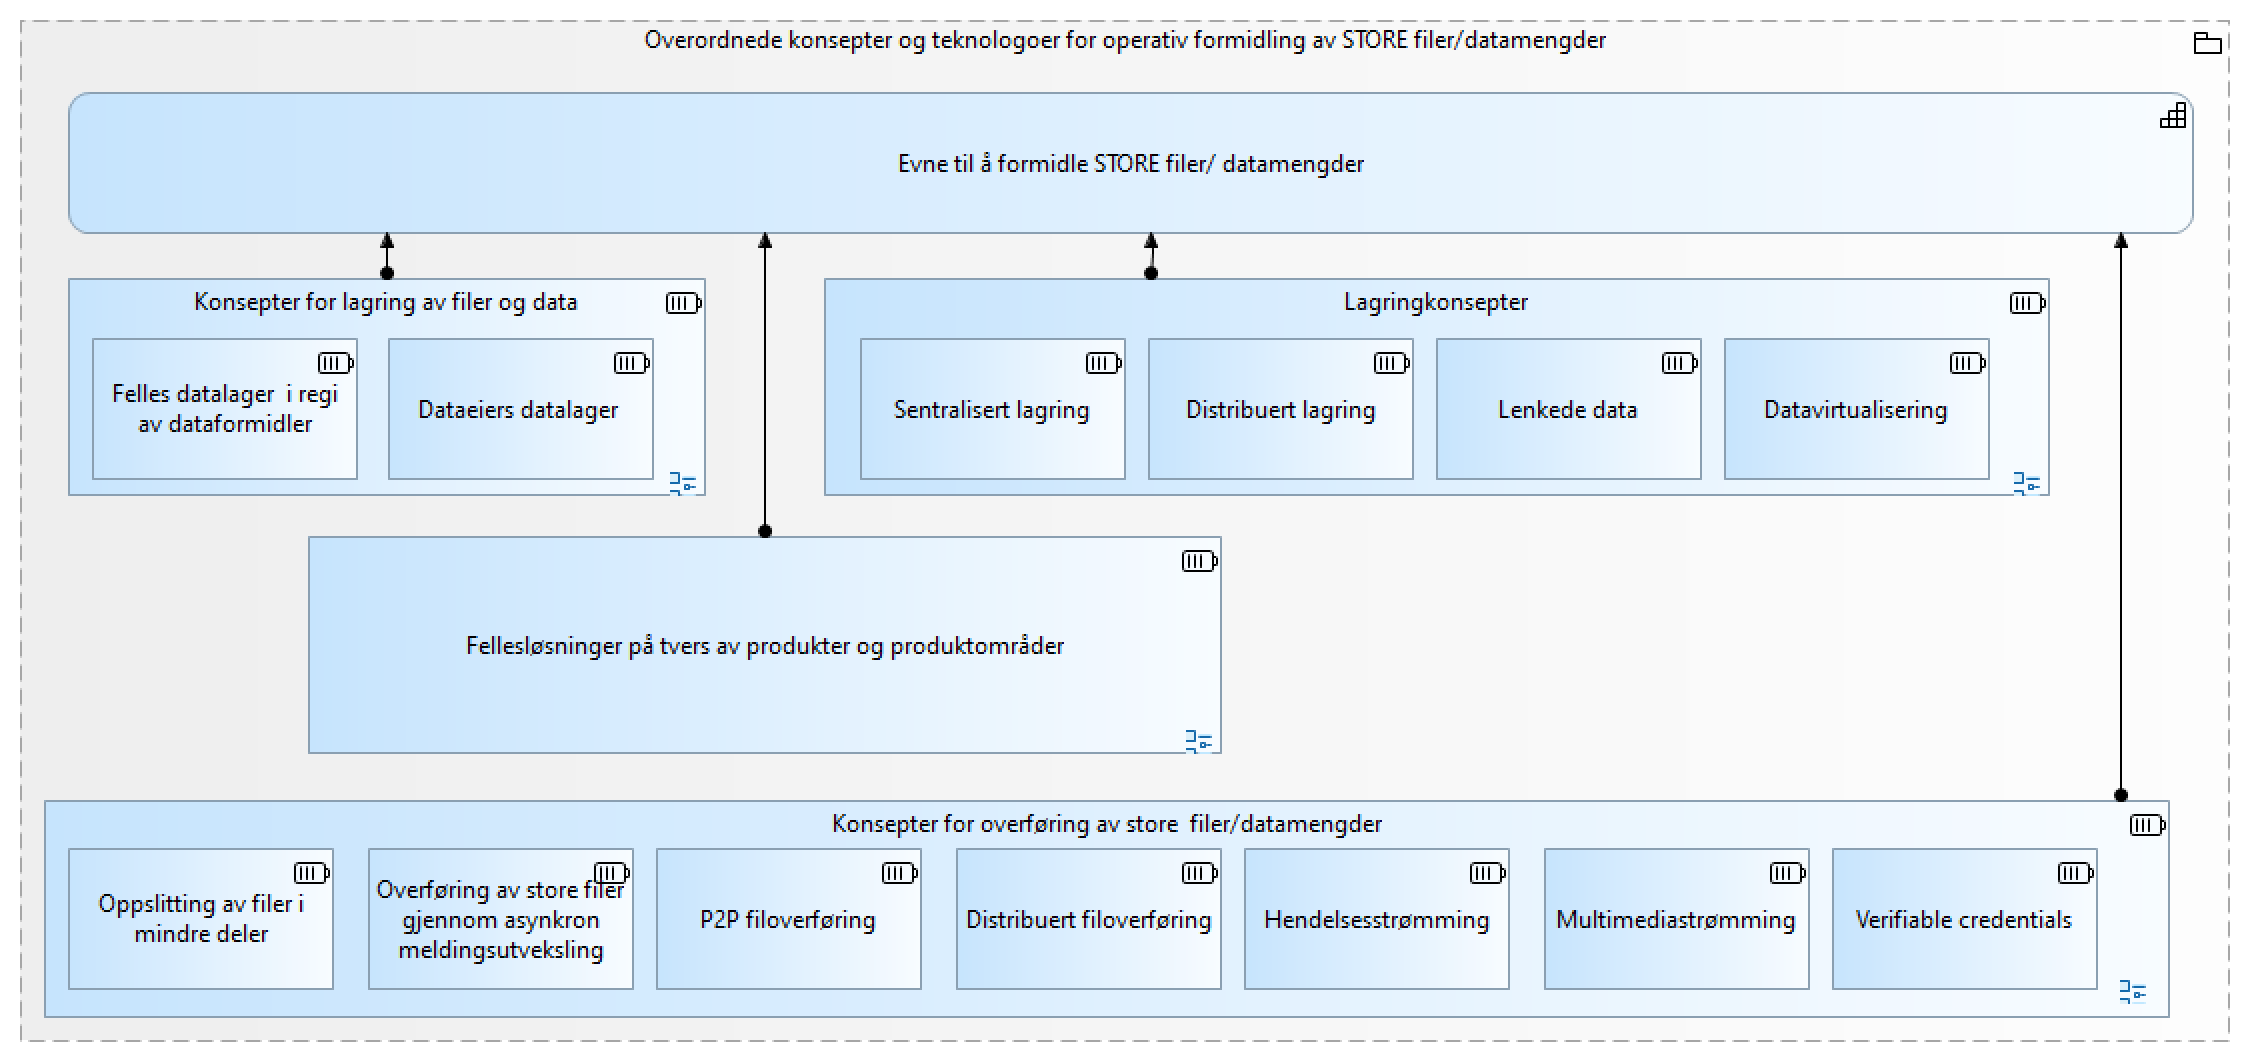 Overordnede konsepter og teknologoer for operativ formidling av STORE filer/datamengder
Evne til å formidle STORE filer/ datamengder
Konsepter for lagring av filer og data
Felles datalager  i regi
av dataformidler
Dataeiers datalager
Lagringkonsepter
Sentralisert lagring
Distribuert lagring
Lenkede data
Datavirtualisering
Fellesløsninger på tvers av produkter og produktområder
Konsepter for overføring av store  filer/datamengder
Oppslitting av filer i
mindre deler
Overføring av store filer
gjennom asynkron
meldingsutveksling
P2P filoverføring
Distribuert filoverføring
Hendelsesstrømming
Multimediastrømming
Verifiable credentials